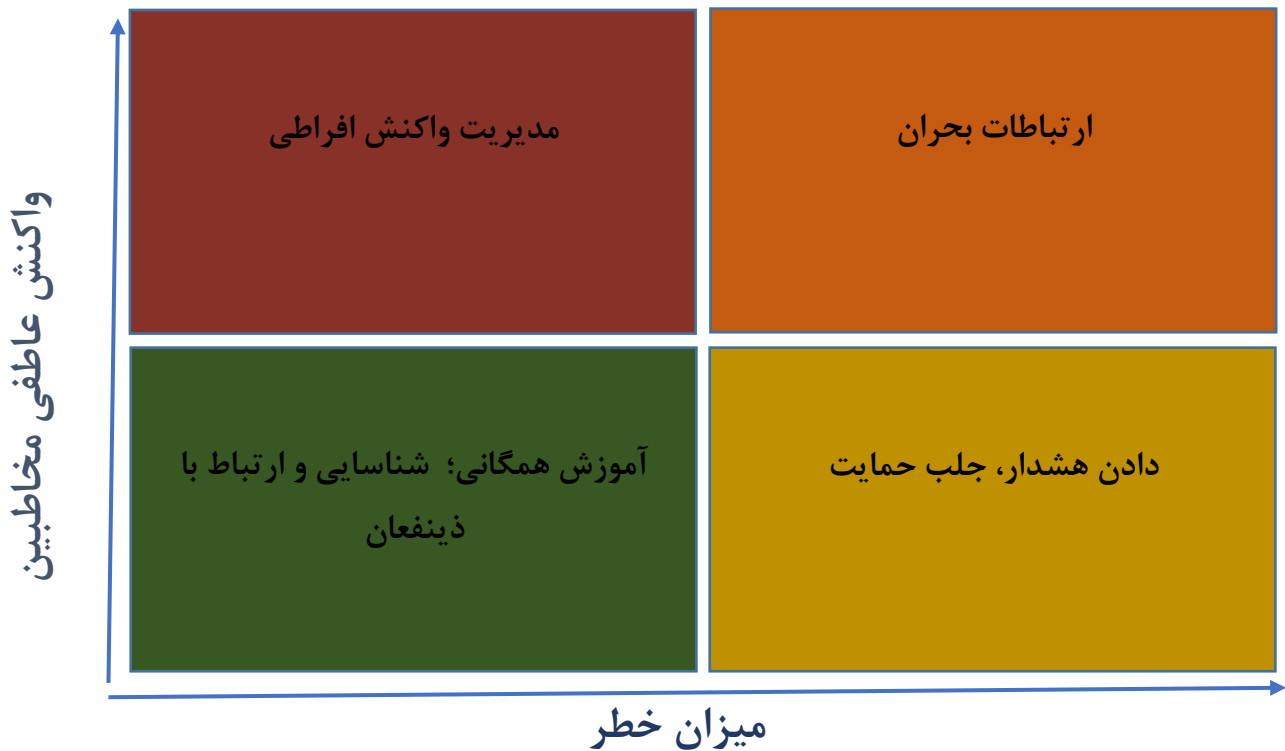 ارتباطات بحران
مدیریت واکنش افراطی
دادن هشدار، جلب حمایت
آموزش همگانی؛ شناسایی و ارتباط با
ذینفعان
واکنش عاطفی مخاطبین
میزان خطر